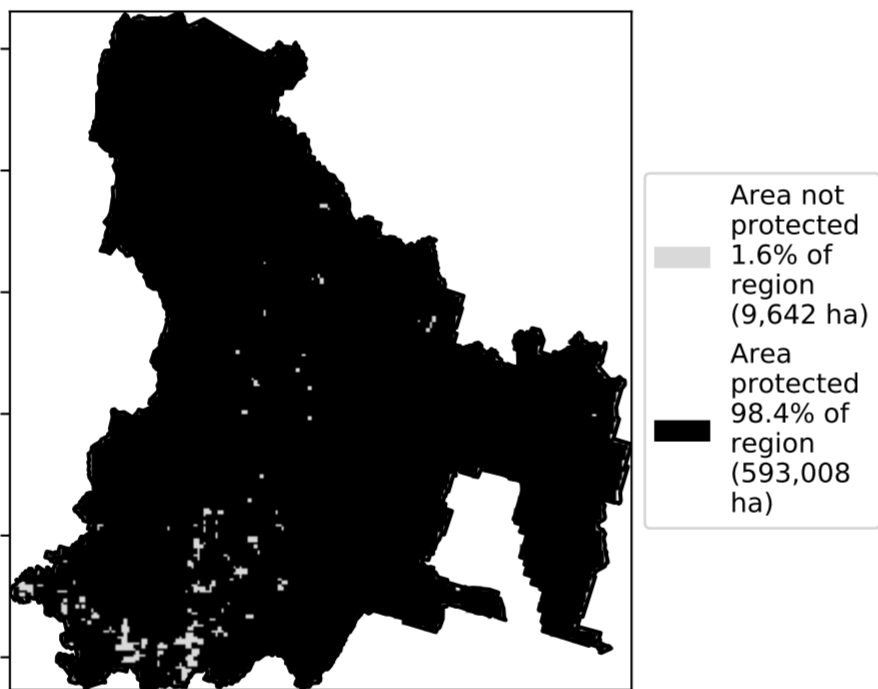 Area not
protected
1.6% of
region
(9,642 ha)
Area
protected
98.4% of
region
(593,008
ha)